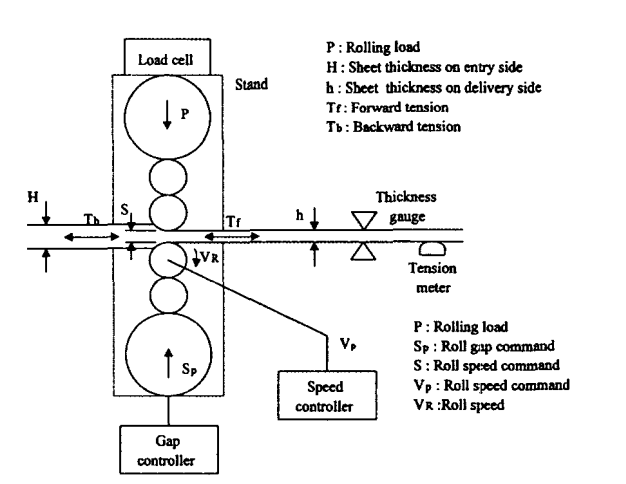 Load cell
Stand
P
P : Rolling load
H : Sheet thickness on entry side
h : Sheet thickness on delivery side
Tf : Forward tension
Tb : Backward tension
H
Tb
S
Tf
h
Thickness
gauge
VR
Tension
meter
Sp
Vp
Speed
controller
Gap
controller
P : Rolling load
Sp : Roll gap command
S : Roll speed command
Vp : Roll speed command
VR :Roll speed